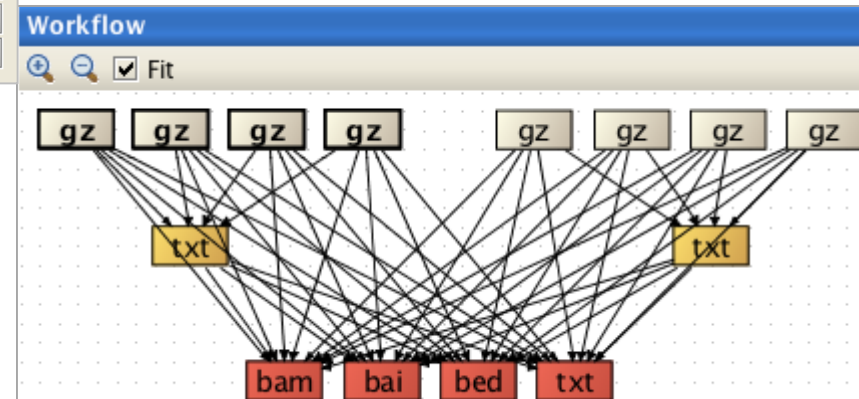 Workflow
Fit
gz gz gz gz gz gz gz gz
txt txt
bam bai bed txt